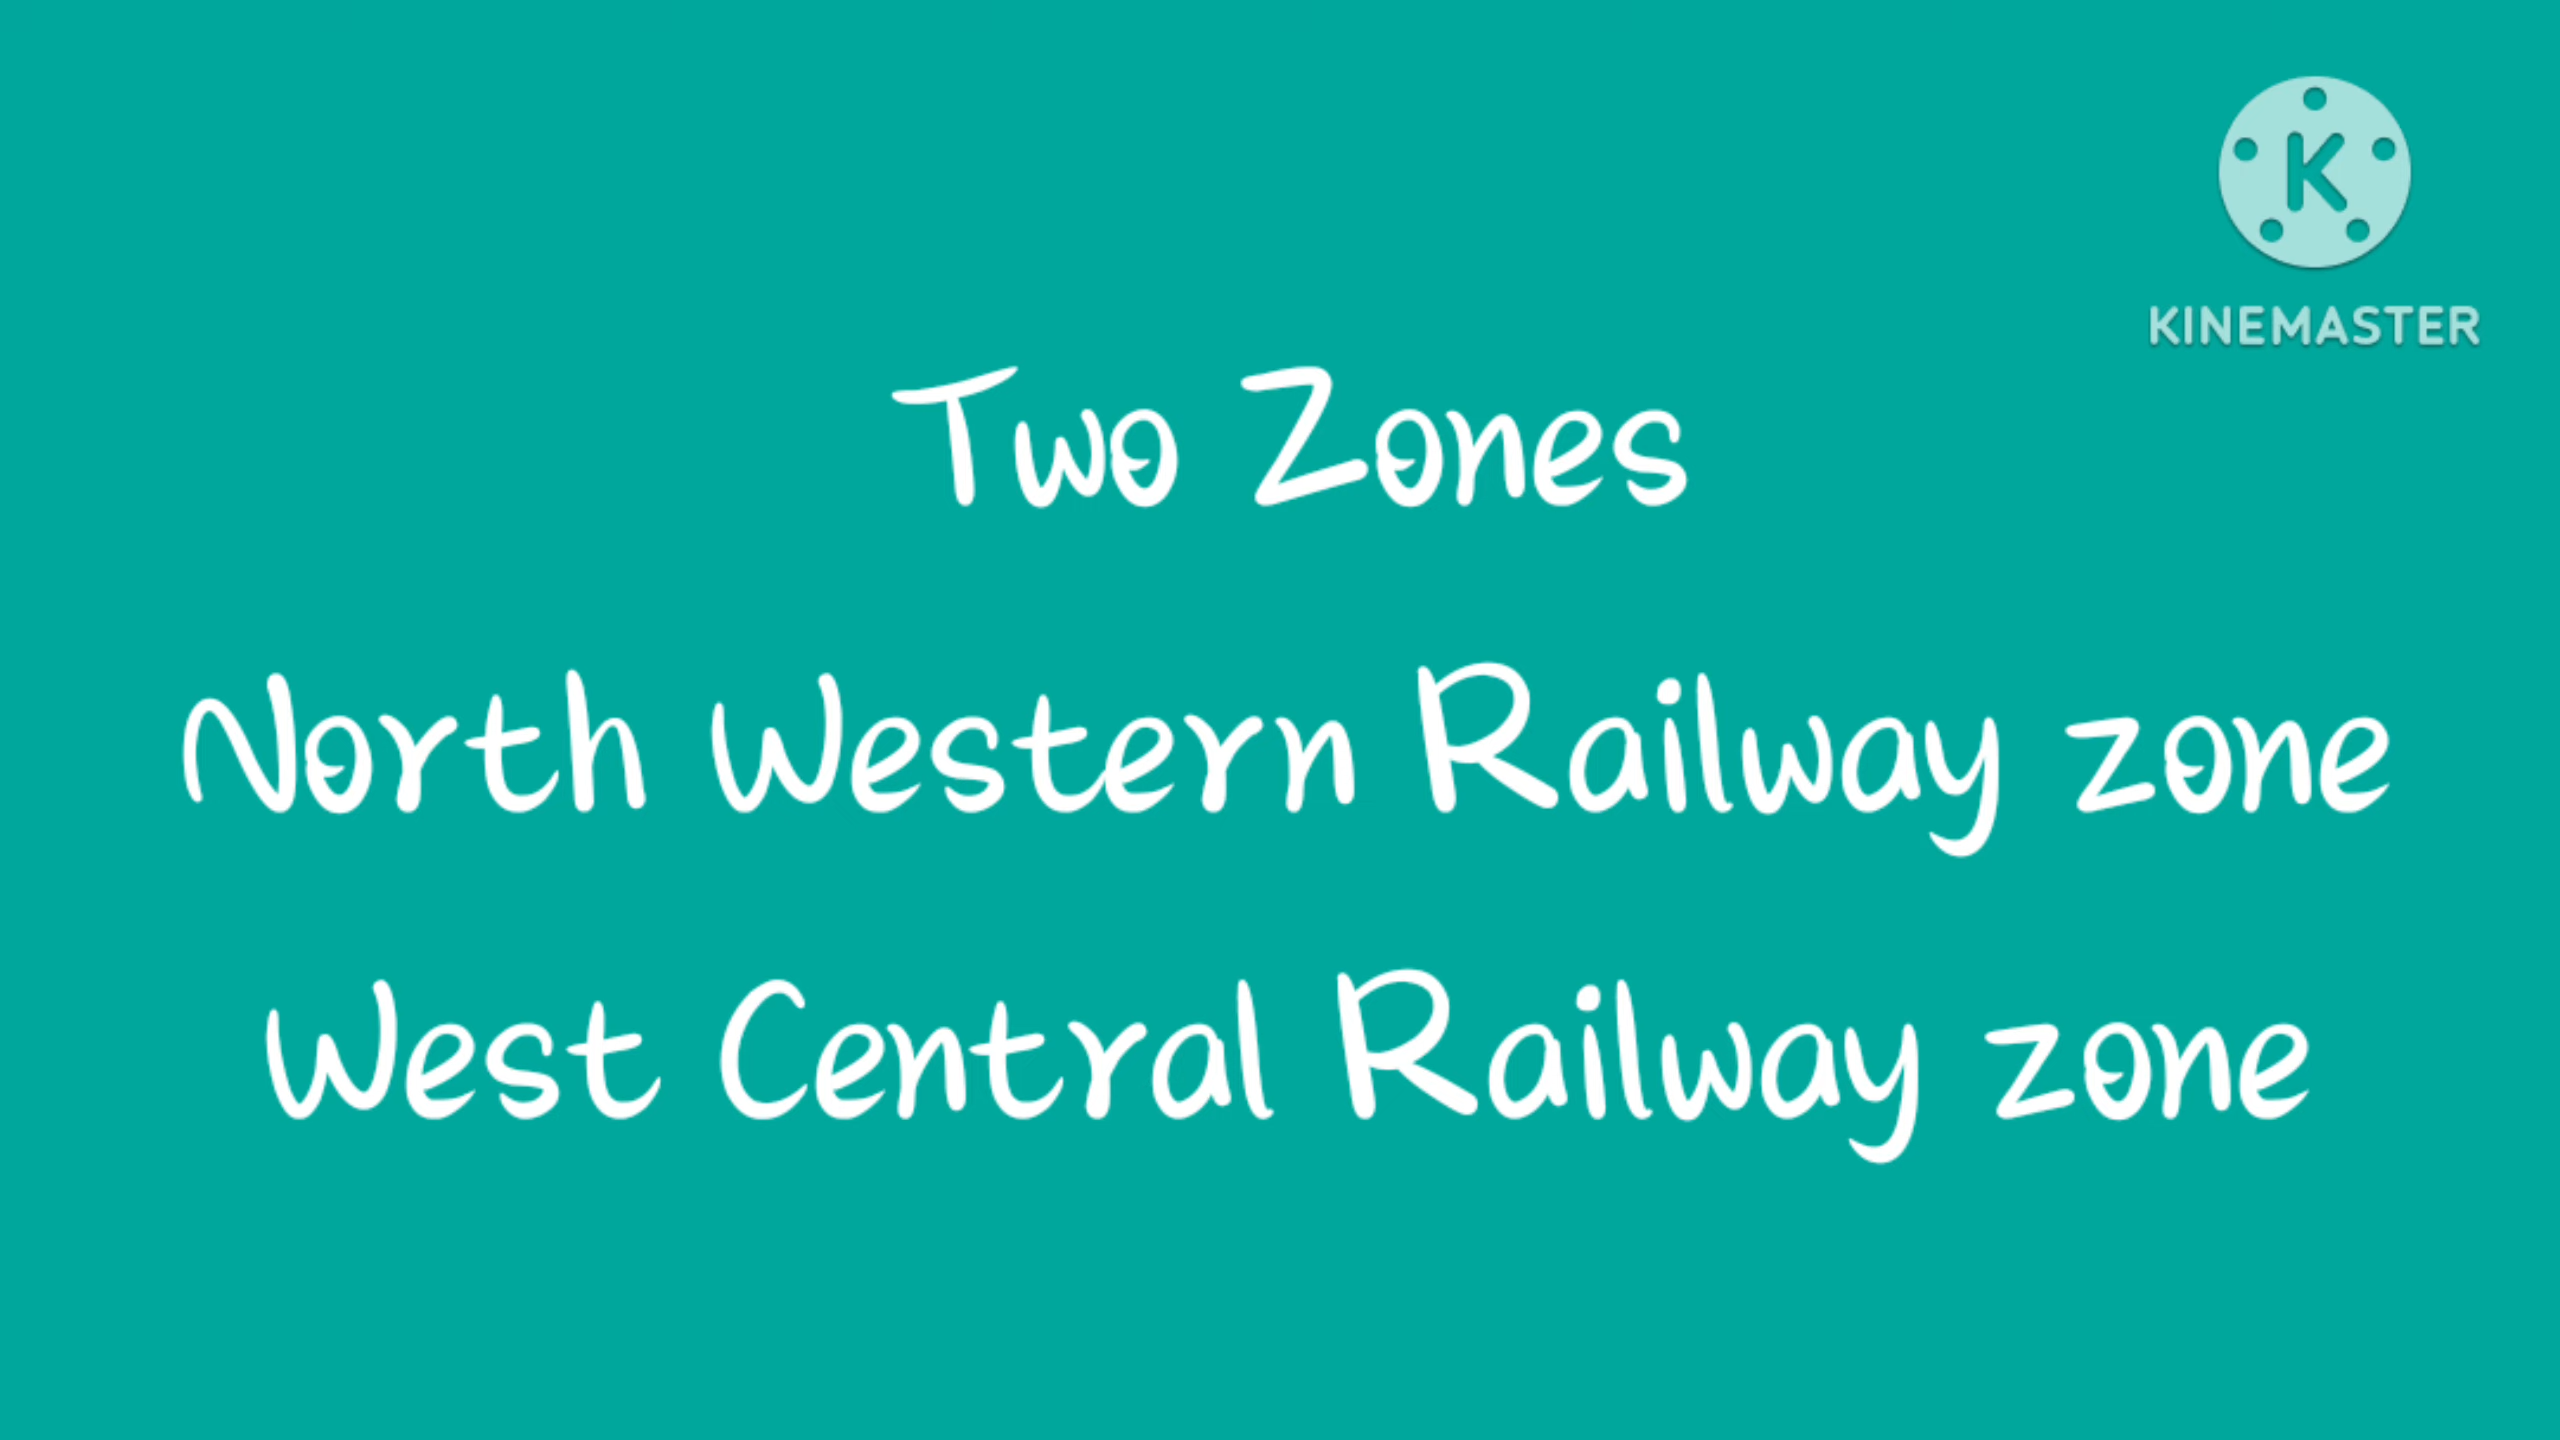 K
KINEMASTER
Two Zones
North Western Railway zone
West Central Railway zone